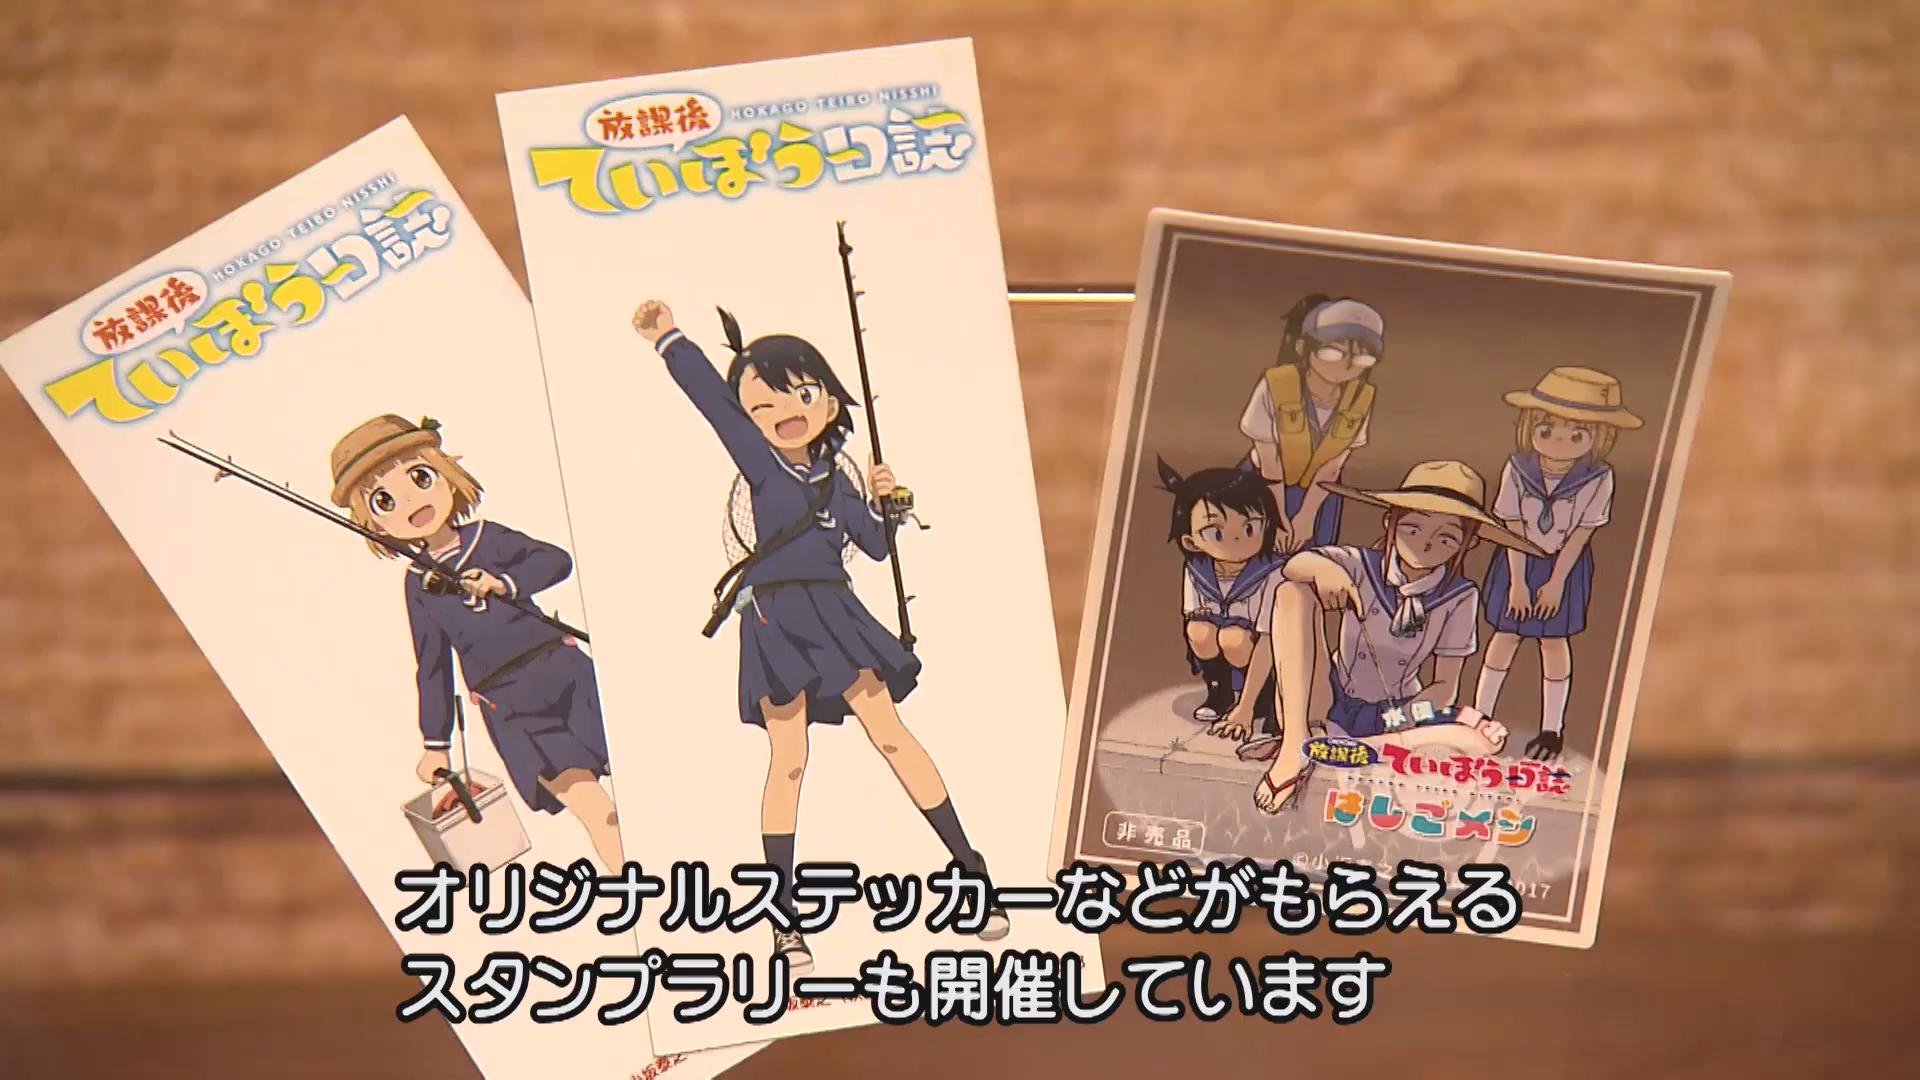 放課後
HOKAGO TEIBO NISSHI
ていぼう日誌
放課後
HOKAGO TEIBO NISSHI
ていぼう日誌
放課後
ていぼう日誌
はしごメシ
非売品
オリジナルステッカーなどがもらえる
スタンプラリーも開催しています